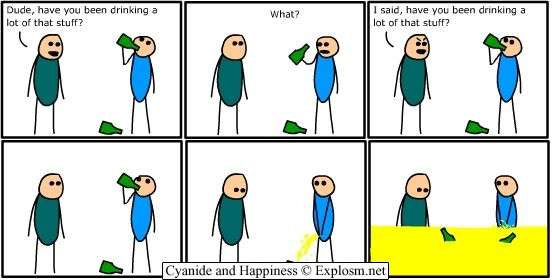 Dude, have you been drinking a
lot of that stuff?
What?
I said, have you been drinking a
lot of that stuff?
Cyanide and Happiness © Explosm.net